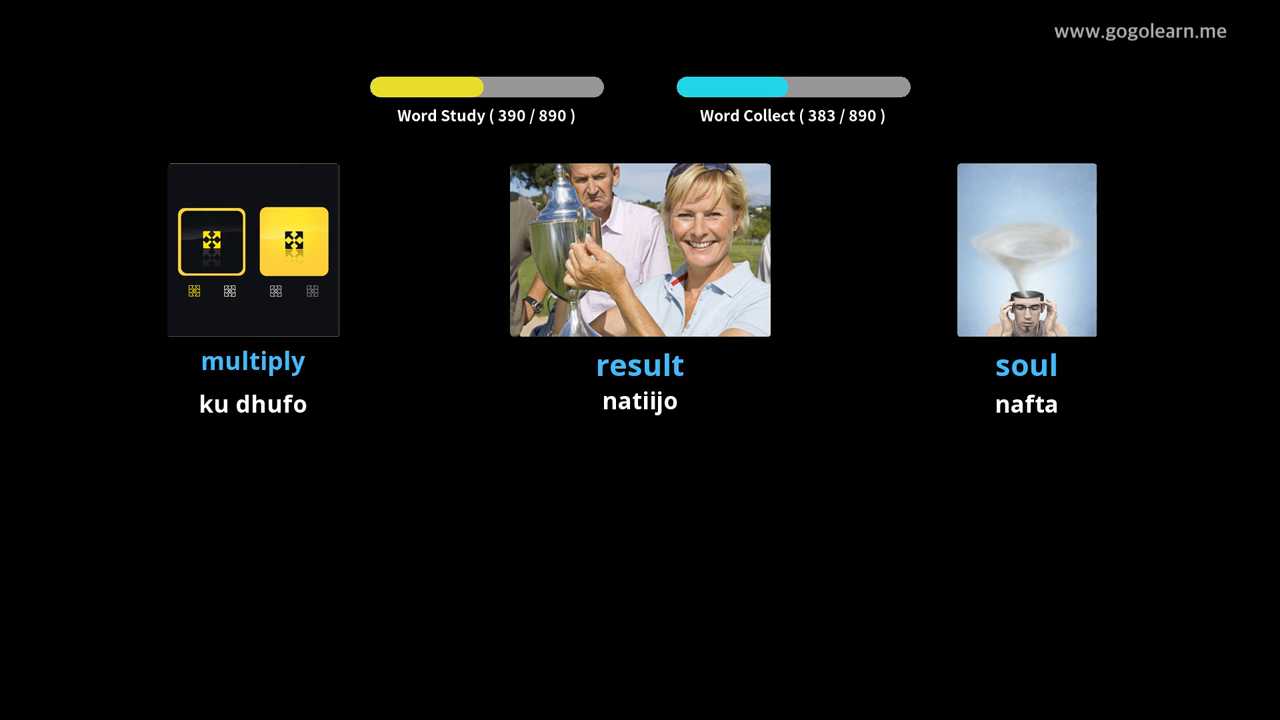 www.gogolearn.me
Word Study ( 390 / 890 )
Word Collect ( 383 / 890 )
multiply
ku dhufo
result
natiijo
soul
nafta